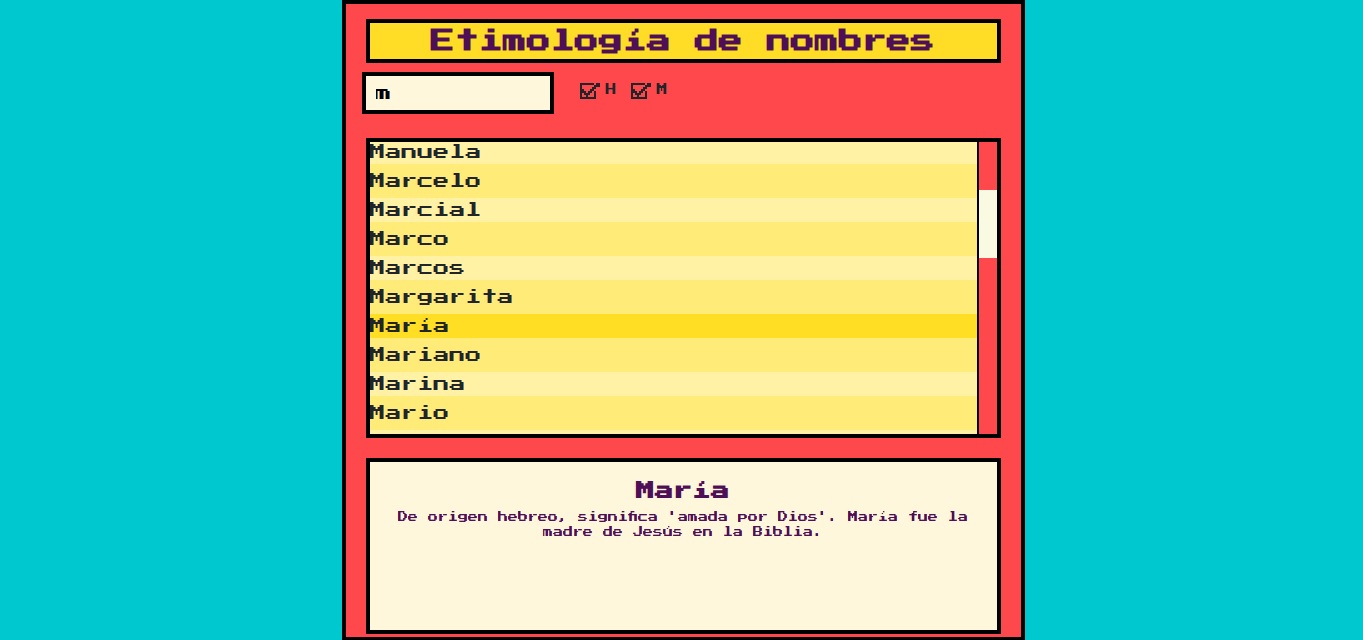 Etimología de nombres
m
H M
Manuela
Marcelo
Marcial
Marco
Marcos
Margarita
María
Mariano
Marina
Mario
María
De origen hebreo, significa 'amada por Dios'. María fue la
madre de Jesús en la Biblia.